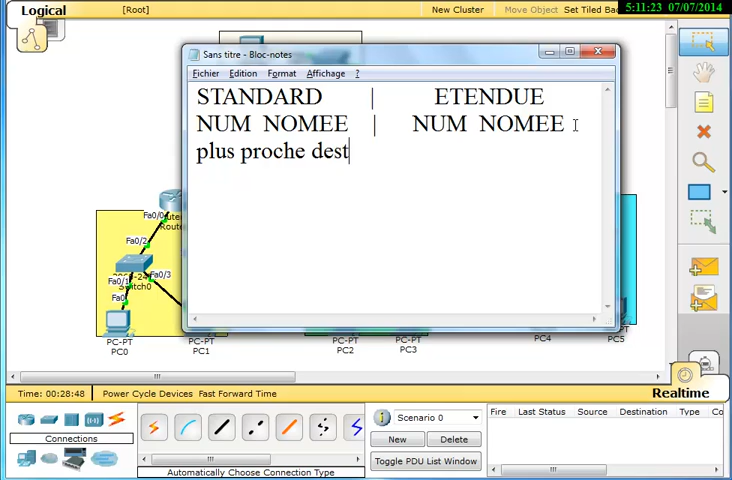 Logical
[Root]
New Cluster
Move Object
Set Tiled Ba
5:11:23 07/07/2014
Sans titre - Bloc-notes
Fichier Edition Format Affichage ?
STANDARD | ETENDUE
NUM NOMEE | NUM NOMEE
plus proche dest
Fa0/0
Fa0/2
Fa0/1
Fa0/3
Fa0
Switch0
PC-PT
PC0
PC-PT
PC1
PC-PT
PC2
PC-PT
PC3
PC4
PC5
Time: 00:28:48
Power Cycle Devices Fast Forward Time
Realtime
Connections
Automatically Choose Connection Type
Scenario 0
New
Delete
Toggle PDU List Window
Fire Last Status Source Destination Type Co